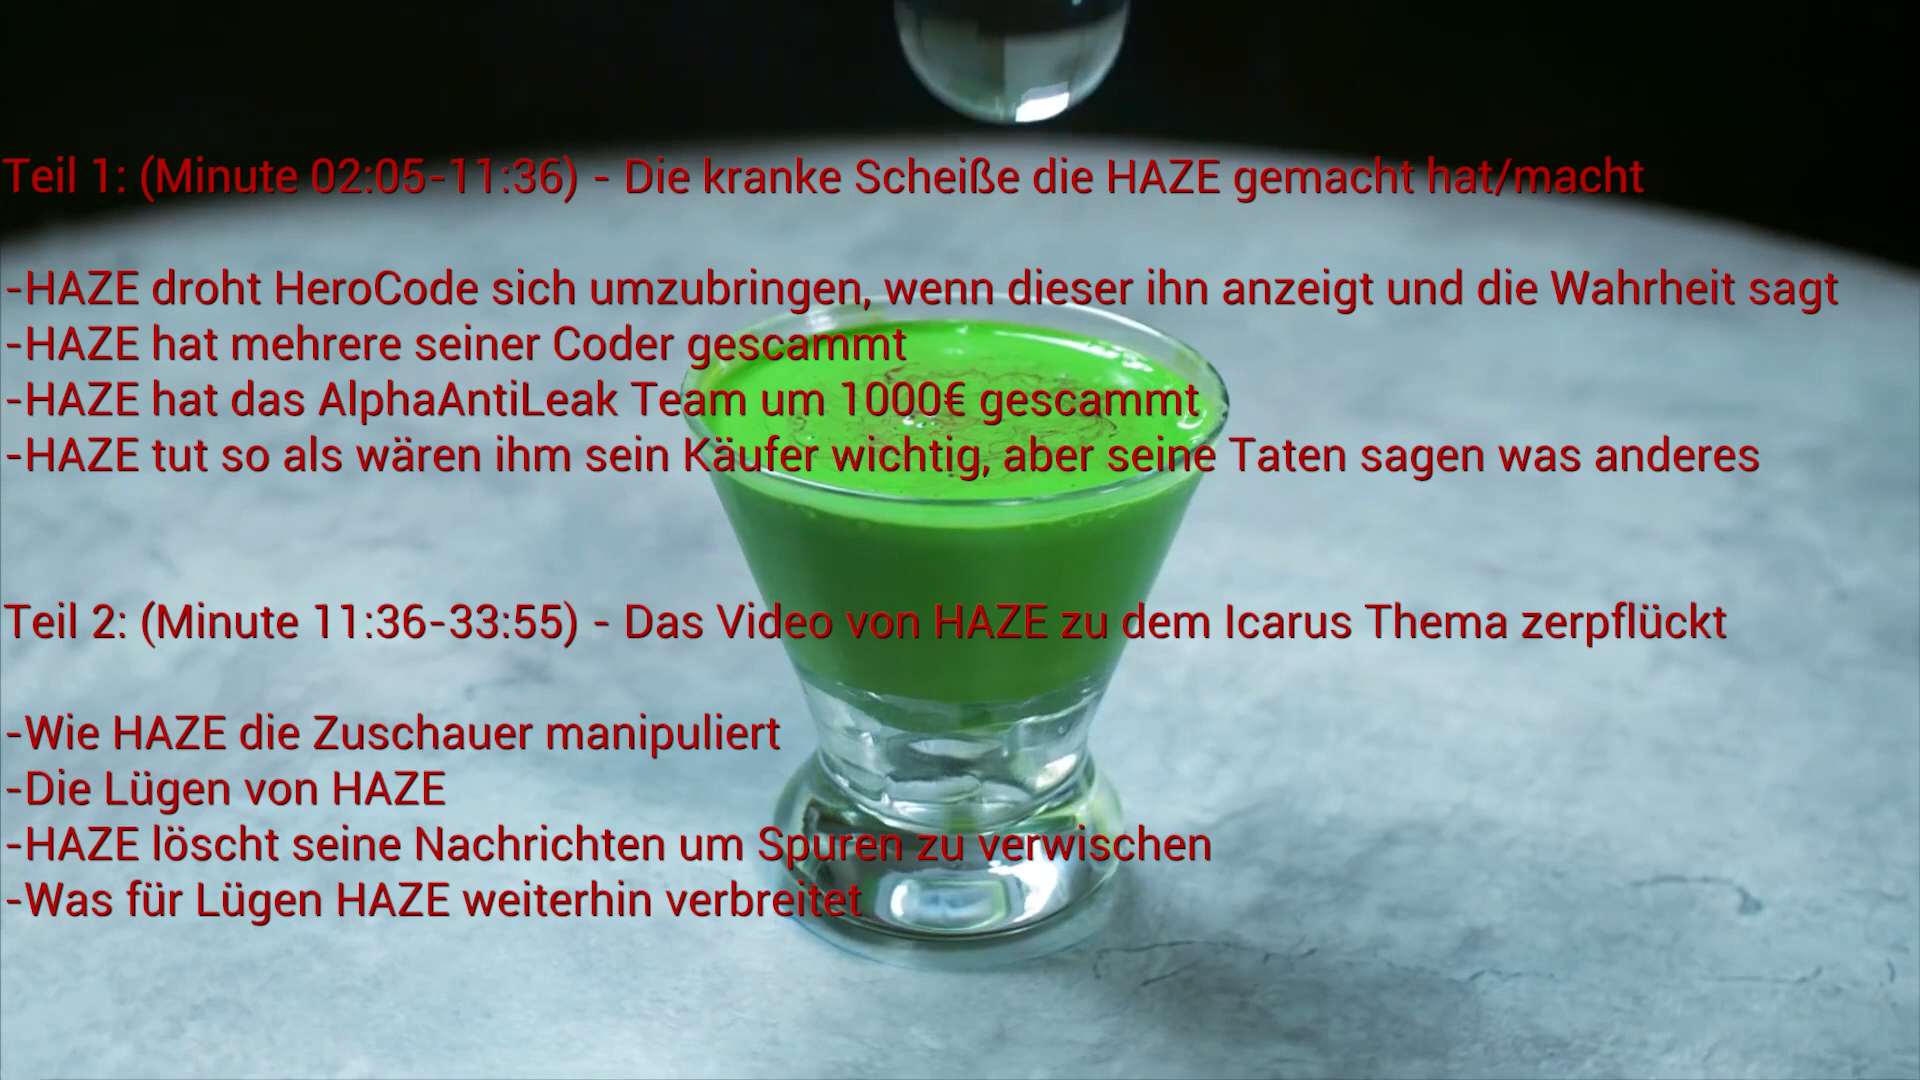 Teil 1: (Minute 02:05-11:36) - Die kranke Scheiße die HAZE gemacht hat/macht
-HAZE droht HeroCode sich umzubringen, wenn dieser ihn anzeigt und die Wahrheit sagt
-HAZE hat mehrere seiner Coder gescammt
-HAZE hat das AlphaAntiLeak Team um 1000€ gescammt
-HAZE tut so als wären ihm sein Käufer wichtig, aber seine Taten sagen was anderes
Teil 2: (Minute 11:36-33:55) - Das Video von HAZE zu dem Icarus Thema zerpflückt
-Wie HAZE die Zuschauer manipuliert
-Die Lügen von HAZE
-HAZE löscht seine Nachrichten um Spuren zu verwischen
-Was für Lügen HAZE weiterhin verbreitet